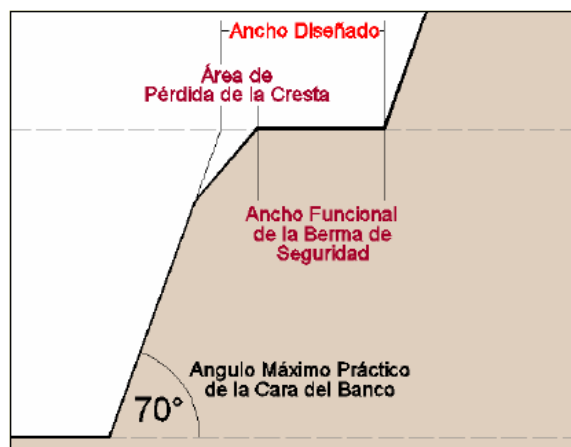 Ancho Diseñado
Área de
Pérdida de la Cresta
Ancho Funcional
de la Berma de
Seguridad
Angulo Máximo Práctico
de la Cara del Banco
70°